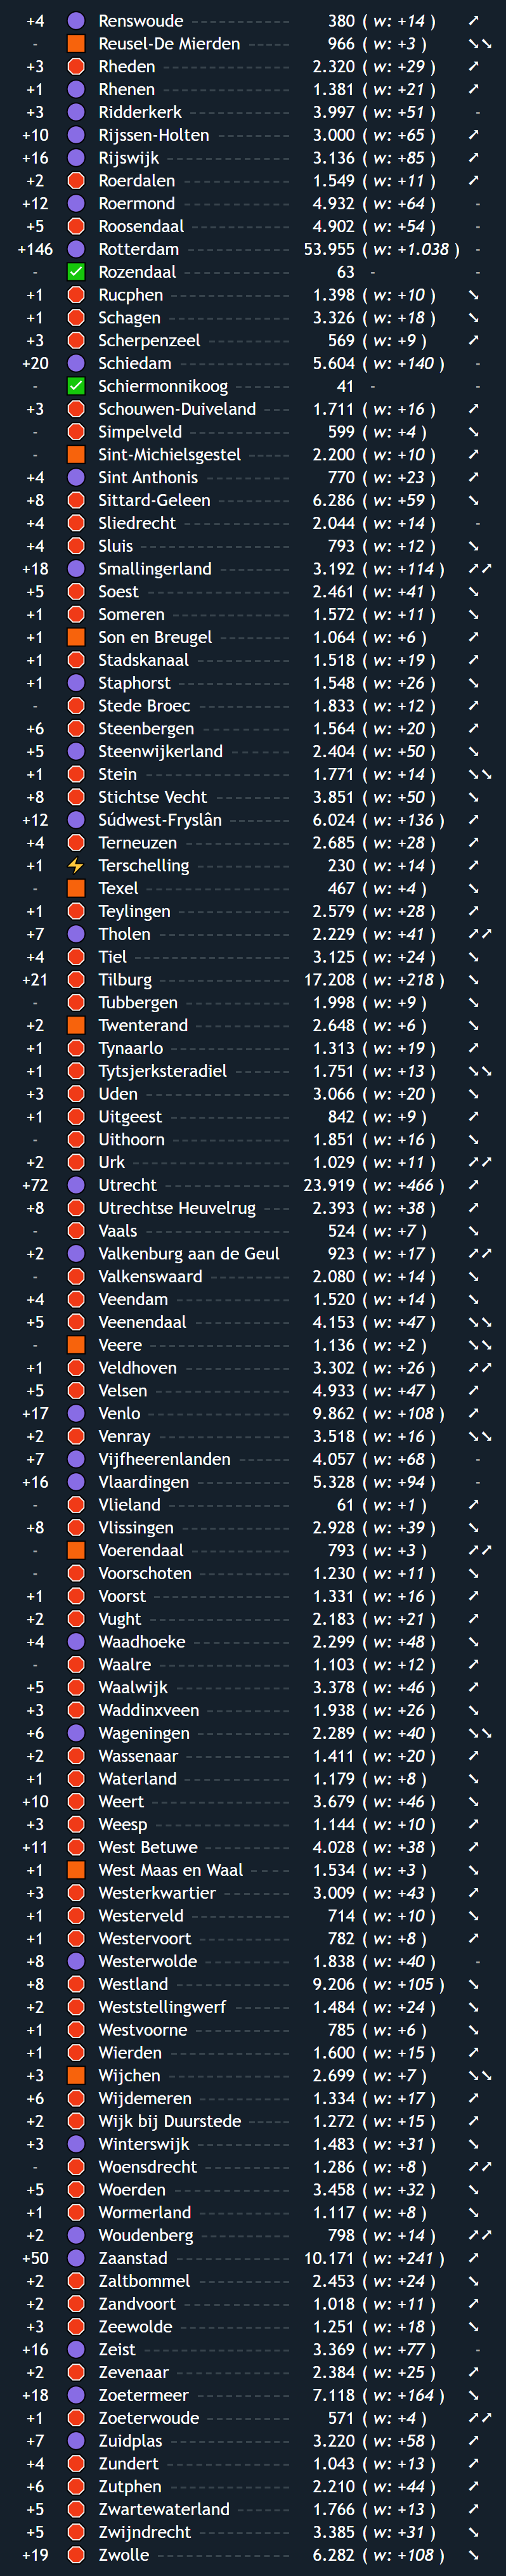 +4 Renswoude 380 ( w: +14 ) ➚
- Reusel-De Mierden 966 ( w: +3 ) ➘➘
+3 Rheden 2.320 ( w: +29 ) ➚
+1 Rhenen 1.381 ( w: +21 ) ➚
+3 Ridderkerk 3.997 ( w: +51 ) -
+10 Rijssen-Holten 3.000 ( w: +65 ) ➚
+16 Rijswijk 3.136 ( w: +85 ) ➚
+2 Roerdalen 1.549 ( w: +11 ) ➚
+12 Roermond 4.932 ( w: +64 ) -
+5 Roosendaal 4.902 ( w: +54 ) -
+146 Rotterdam 53.955 ( w: +1.038 ) -
- Rozendaal 63 - -
+1 Rucphen 1.398 ( w: +10 ) ➘
+1 Schagen 3.326 ( w: +18 ) ➘
+3 Scherpenzeel 569 ( w: +9 ) ➚
+20 Schiedam 5.604 ( w: +140 ) -
- Schiermonnikoog 41 - -
+3 Schouwen-Duiveland 1.711 ( w: +16 ) ➚
- Simpelveld 599 ( w: +4 ) ➘
- Sint-Michielsgestel 2.200 ( w: +10 ) ➚
+4 Sint Anthonis 770 ( w: +23 ) ➚
+8 Sittard-Geleen 6.286 ( w: +59 ) ➘
+4 Sliedrecht 2.044 ( w: +14 ) -
+4 Sluis 793 ( w: +12 ) ➘
+18 Smallingerland 3.192 ( w: +114 ) ➚➚
+5 Soest 2.461 ( w: +41 ) ➘
+1 Someren 1.572 ( w: +11 ) ➘
+1 Son en Breugel 1.064 ( w: +6 ) ➚
+1 Stadskanaal 1.518 ( w: +19 ) ➚
+1 Staphorst 1.548 ( w: +26 ) ➘
- Stede Broec 1.833 ( w: +12 ) ➚
+6 Steenbergen 1.564 ( w: +20 ) ➚
+5 Steenwijkerland 2.404 ( w: +50 ) ➘
+1 Stein 1.771 ( w: +14 ) ➘➘
+8 Stichtse Vecht 3.851 ( w: +50 ) ➘
+12 Súdwest-Fryslân 6.024 ( w: +136 ) ➚
+4 Terneuzen 2.685 ( w: +28 ) ➚
+1 Terschelling 230 ( w: +14 ) ➚
- Texel 467 ( w: +4 ) ➘
+1 Teylingen 2.579 ( w: +28 ) ➚
+7 Tholen 2.229 ( w: +41 ) ➚➚
+4 Tiel 3.125 ( w: +24 ) ➘
+21 Tilburg 17.208 ( w: +218 ) ➘
- Tubbergen 1.998 ( w: +9 ) ➘
+2 Twenterand 2.648 ( w: +6 ) ➘
+1 Tynaarlo 1.313 ( w: +19 ) ➚
+1 Tytsjerksteradiel 1.751 ( w: +13 ) ➘➘
+3 Uden 3.066 ( w: +20 ) ➘
+1 Uitgeest 842 ( w: +9 ) ➚
- Uithoorn 1.851 ( w: +16 ) ➘
+2 Urk 1.029 ( w: +11 ) ➚➚
+72 Utrecht 23.919 ( w: +466 ) ➚
+8 Utrechtse Heuvelrug 2.393 ( w: +38 ) ➚
- Vaals 524 ( w: +7 ) ➘
+2 Valkenburg aan de Geul 923 ( w: +17 ) ➚➚
- Valkenswaard 2.080 ( w: +14 ) ➘
+4 Veendam 1.520 ( w: +14 ) ➘
+5 Veenendaal 4.153 ( w: +47 ) ➘➘
- Veere 1.136 ( w: +2 ) ➘➘
+1 Veldhoven 3.302 ( w: +26 ) ➚➚
+5 Velsen 4.933 ( w: +47 ) ➚
+17 Venlo 9.862 ( w: +108 ) ➚
+2 Venray 3.518 ( w: +16 ) ➘➘
+7 Vijfheerenlanden 4.057 ( w: +68 ) -
+16 Vlaardingen 5.328 ( w: +94 ) -
- Vlieland 61 ( w: +1 ) ➚
+8 Vlissingen 2.928 ( w: +39 ) ➘
- Voerendaal 793 ( w: +3 ) ➚➚
- Voorschoten 1.230 ( w: +11 ) ➘
+1 Voorst 1.331 ( w: +16 ) ➚
+2 Vught 2.183 ( w: +21 ) ➚
+4 Waadhoeke 2.299 ( w: +48 ) ➘
- Waalre 1.103 ( w: +12 ) ➚
+5 Waalwijk 3.378 ( w: +46 ) ➚
+3 Waddinxveen 1.938 ( w: +26 ) ➘
+6 Wageningen 2.289 ( w: +40 ) ➘➘
+2 Wassenaar 1.411 ( w: +20 ) ➚
+1 Waterland 1.179 ( w: +8 ) ➘
+10 Weert 3.679 ( w: +46 ) ➘
+3 Weesp 1.144 ( w: +10 ) ➚
+11 West Betuwe 4.028 ( w: +38 ) ➚
+1 West Maas en Waal 1.534 ( w: +3 ) ➘
+3 Westerkwartier 3.009 ( w: +43 ) ➚
+1 Westerveld 714 ( w: +10 ) ➘
+1 Westervoort 782 ( w: +8 ) ➚
+8 Westerwolde 1.838 ( w: +40 ) -
+8 Westland 9.206 ( w: +105 ) ➘
+2 Weststellingwerf 1.484 ( w: +24 ) ➘
+1 Westvoorne 785 ( w: +6 ) ➘
+1 Wierden 1.600 ( w: +15 ) ➚
+3 Wijchen 2.699 ( w: +7 ) ➘➘
+6 Wijdemeren 1.334 ( w: +17 ) ➚
+2 Wijk bij Duurstede 1.272 ( w: +15 ) ➚
+3 Winterswijk 1.483 ( w: +31 ) ➘
- Woensdrecht 1.286 ( w: +8 ) ➚➚
+5 Woerden 3.458 ( w: +32 ) ➘
+1 Wormerland 1.117 ( w: +8 ) ➘
+2 Woudenberg 798 ( w: +14 ) ➚➚
+50 Zaanstad 10.171 ( w: +241 ) ➚
+2 Zaltbommel 2.453 ( w: +24 ) ➘
+2 Zandvoort 1.018 ( w: +11 ) ➚
+3 Zeewolde 1.251 ( w: +18 ) ➘
+16 Zeist 3.369 ( w: +77 ) -
+2 Zevenaar 2.384 ( w: +25 ) ➚
+18 Zoetermeer 7.118 ( w: +164 ) ➘
+1 Zoeterwoude 571 ( w: +4 ) ➚➚
+7 Zuidplas 3.220 ( w: +58 ) ➚
+4 Zundert 1.043 ( w: +13 ) ➚
+6 Zutphen 2.210 ( w: +44 ) ➚
+5 Zwartewaterland 1.766 ( w: +13 ) ➚
+5 Zwijndrecht 3.385 ( w: +31 ) ➘
+19 Zwolle 6.282 ( w: +108 ) ➘